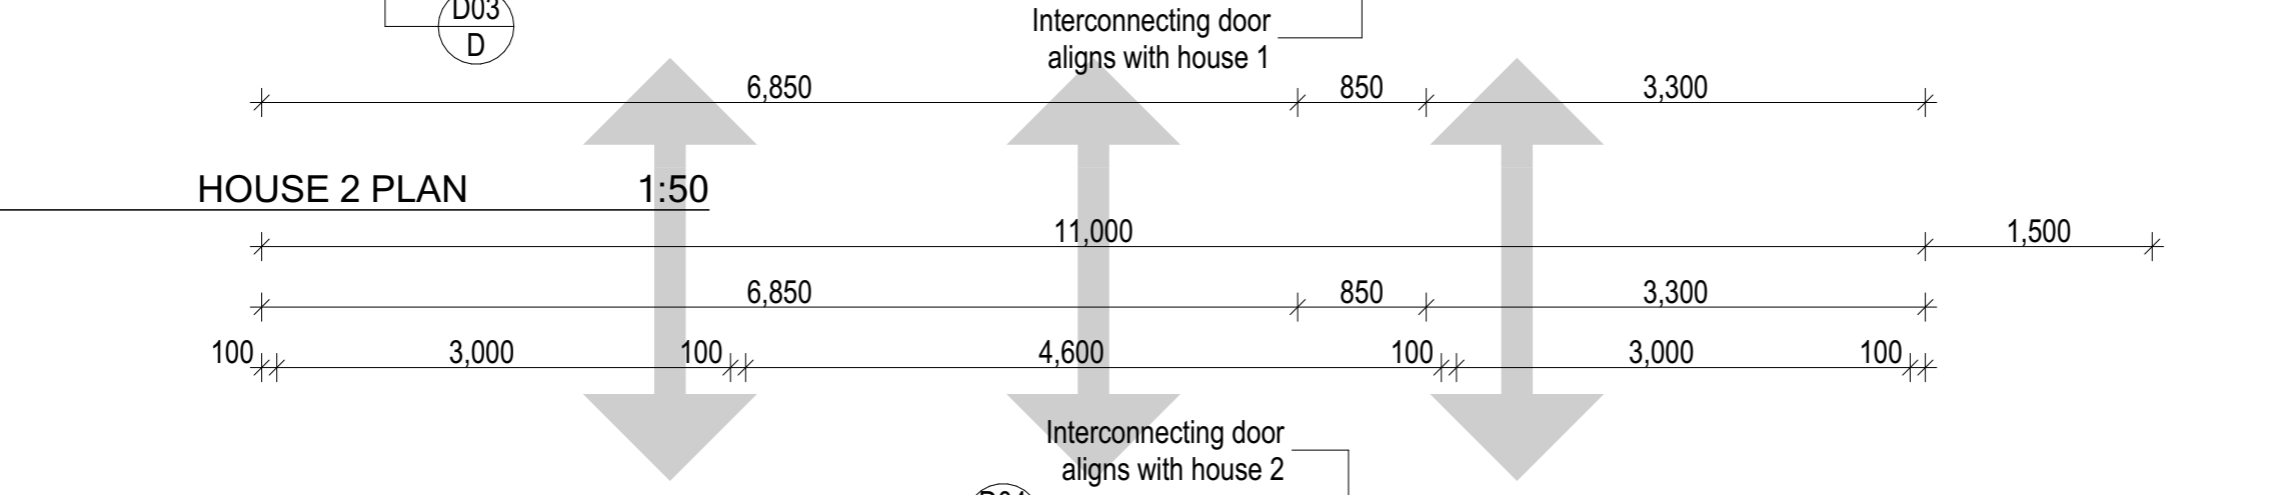 D03
D
Interconnecting door
aligns with house 1
6,850 850 3,300
HOUSE 2 PLAN 1:50
11,000 1,500
6,850 850 3,300
100 3,000 100 4,600 100 3,000 100
Interconnecting door
aligns with house 2